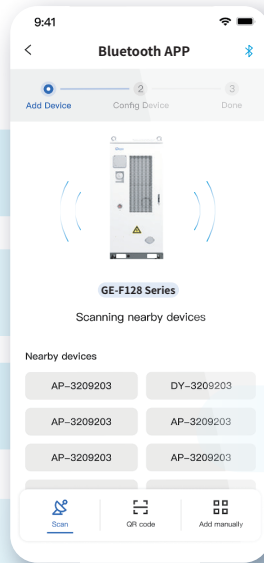 9:41
Bluetooth APP
2
3
Add Device
Config Device
Done
GE-F128 Series
Scanning nearby devices
Nearby devices
AP-3209203
DY-3209203
AP-3209203
AP-3209203
AP-3209203
AP-3209203
Scan
QR code
Add manually